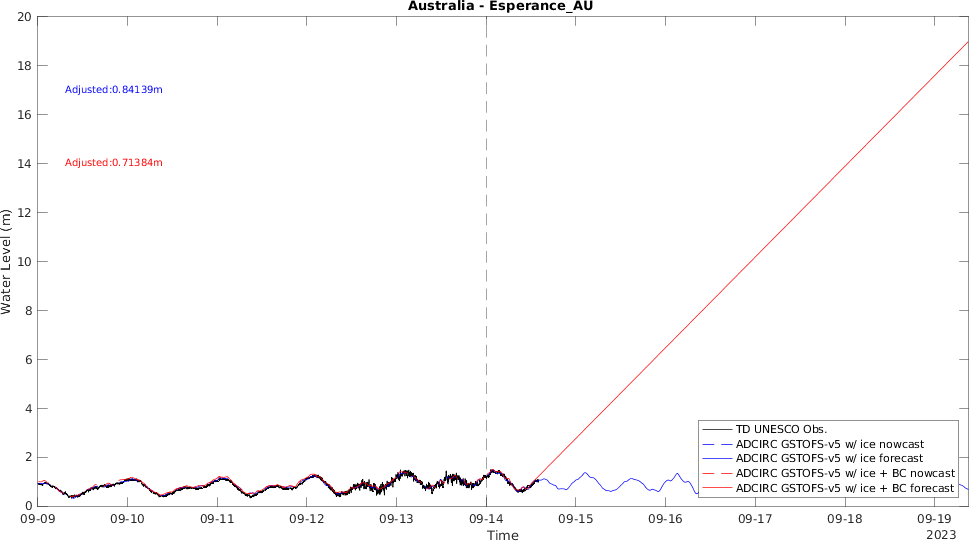 Australia - Esperance_AU
20
18
16
14
12
10
8
6
4
2
0
Water Level (m)
Adjusted:0.84139m
Adjusted:0.71384m
TD UNESCO Obs.
ADCIRC GSTOFS-v5 w/ ice nowcast
ADCIRC GSTOFS-v5 w/ ice forecast
ADCIRC GSTOFS-v5 w/ ice + BC nowcast
ADCIRC GSTOFS-v5 w/ ice + BC forecast
09-09 09-10 09-11 09-12 09-13 09-14 09-15 09-16 09-17 09-18 09-19
2023
Time